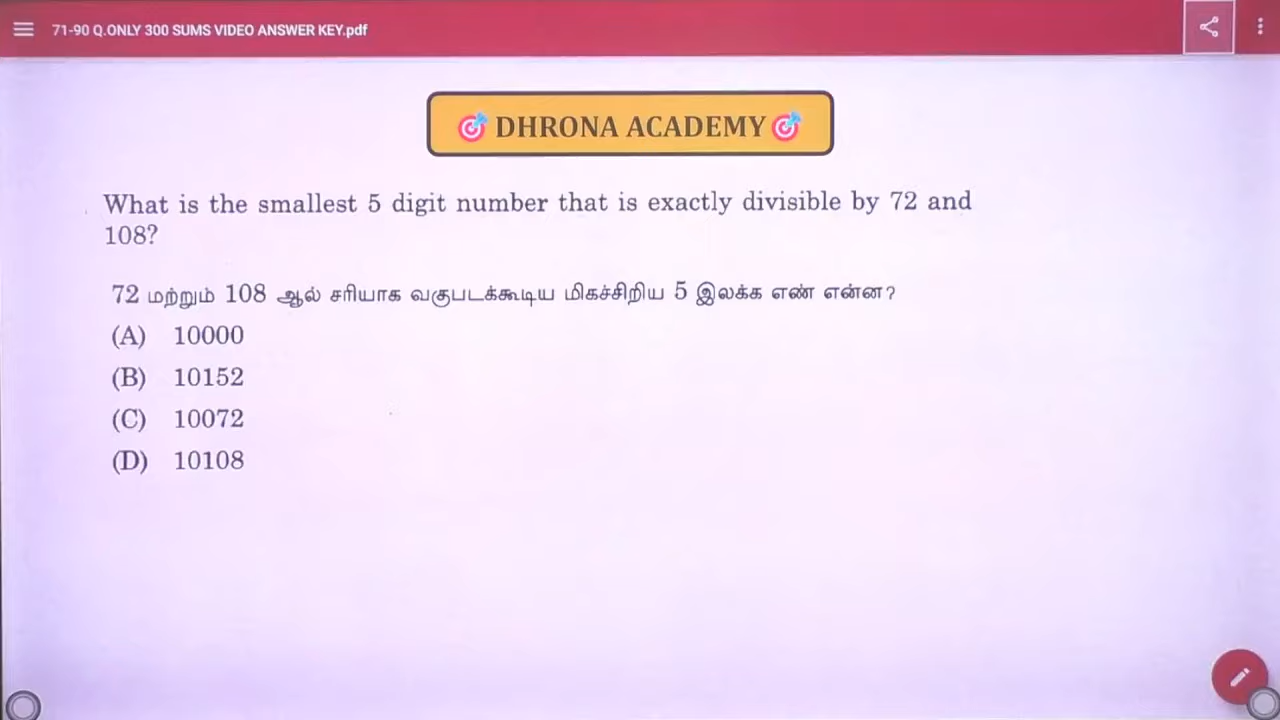 71-90 Q.ONLY 300 SUMS VIDEO ANSWER KEY.pdf
DHRONA ACADEMY
What is the smallest 5 digit number that is exactly divisible by 72 and
108?
72 மற்றும் 108 ஆல் சரியாக வகுபடக்கூடிய மிகச்சிறிய 5 இலக்க எண் என்ன?
(A) 10000
(B) 10152
(C) 10072
(D) 10108